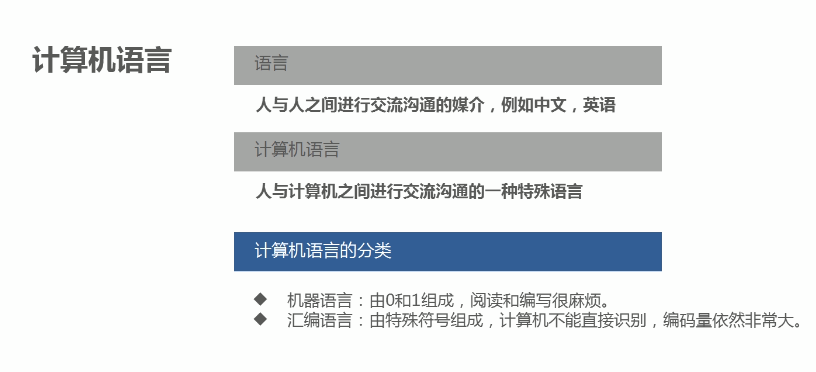 计算机语言
语言
人与人之间进行交流沟通的媒介，例如中文，英语
计算机语言
人与计算机之间进行交流沟通的一种特殊语言
计算机语言的分类
◆ 机器语言：由0和1组成，阅读和编写很麻烦。
◆ 汇编语言：由特殊符号组成，计算机不能直接识别，编码量依然非常大。